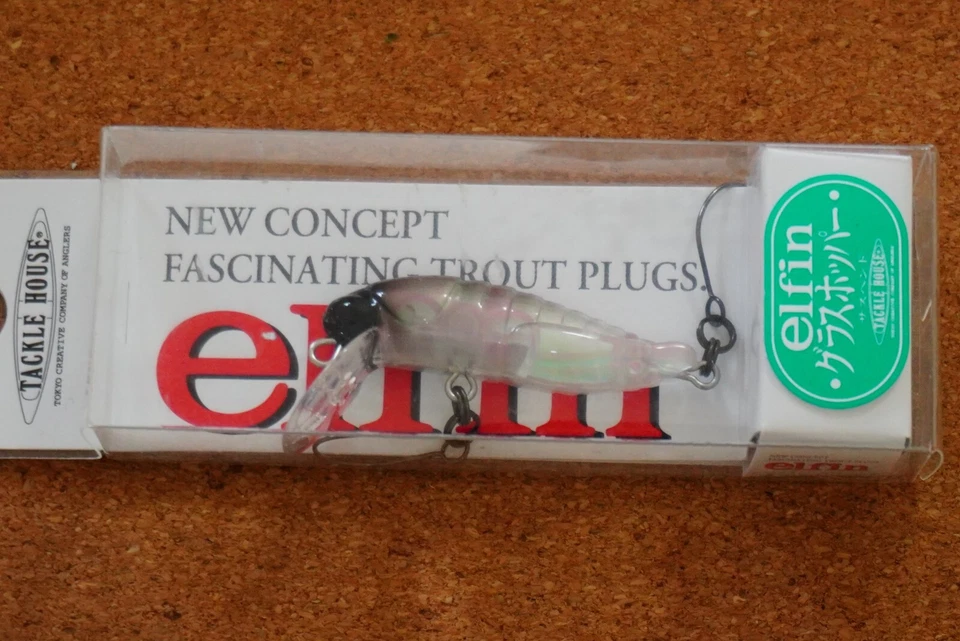 TACKLE HOUSE®
TOKYO CREATIVE COMPANY OF ANGLERS
NEW CONCEPT
FASCINATING TROUT PLUGS.
elfin
elfin
グラスホッパー
サスペンド
TACKLE HOUSE
elfin